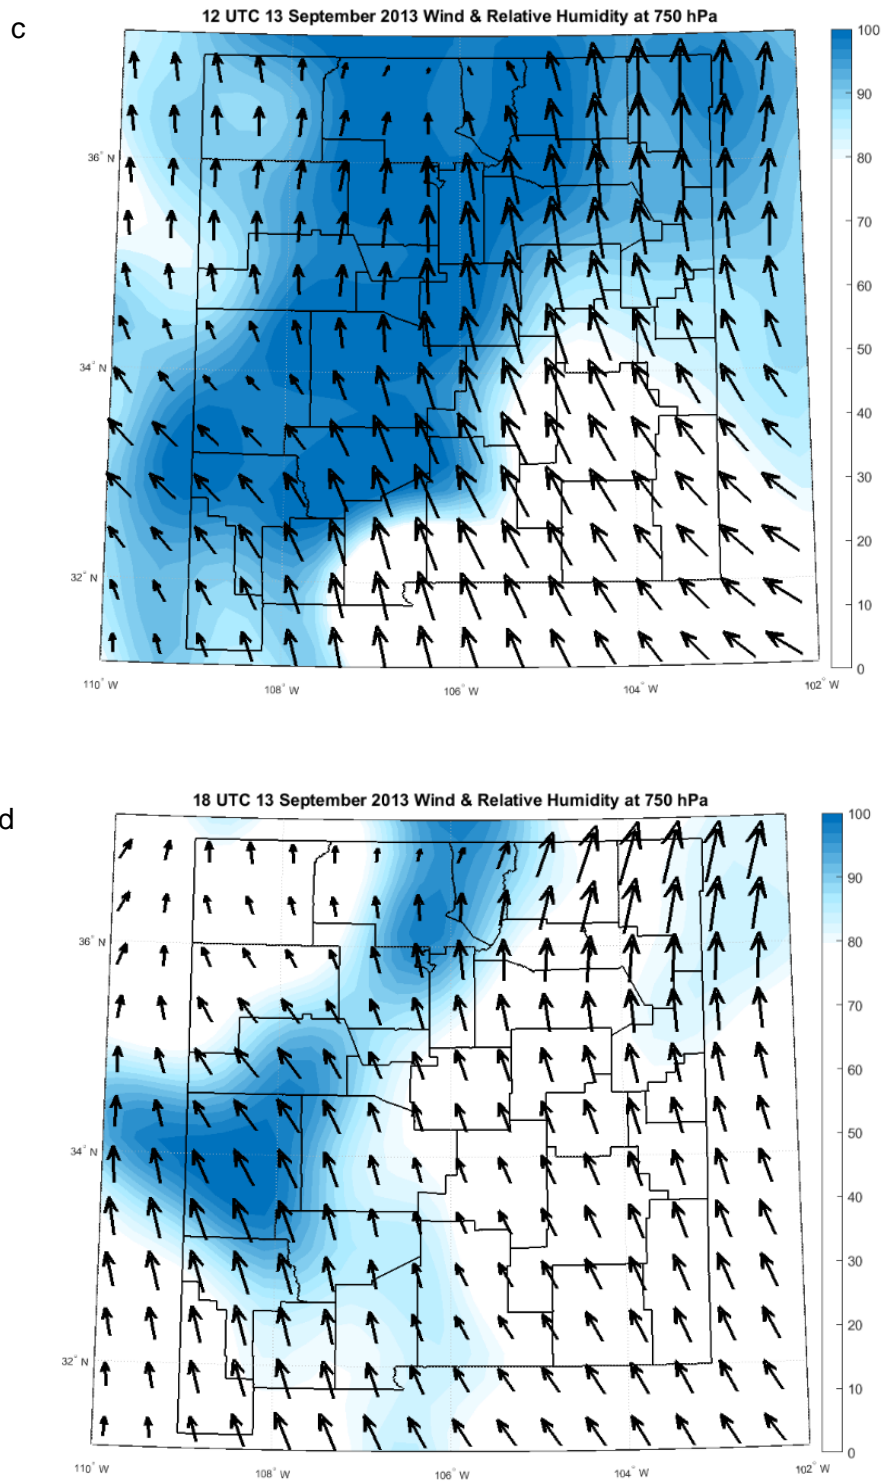 c
12 UTC 13 September 2013 Wind & Relative Humidity at 750 hPa
100
90
80
70
60
50
40
30
20
10
0
36° N
34° N
32° N
110° W
108° W
106° W
104° W
102° W
d
18 UTC 13 September 2013 Wind & Relative Humidity at 750 hPa
100
90
80
70
60
50
40
30
20
10
0
36° N
34° N
32° N
110° W
108° W
106° W
104° W
102° W